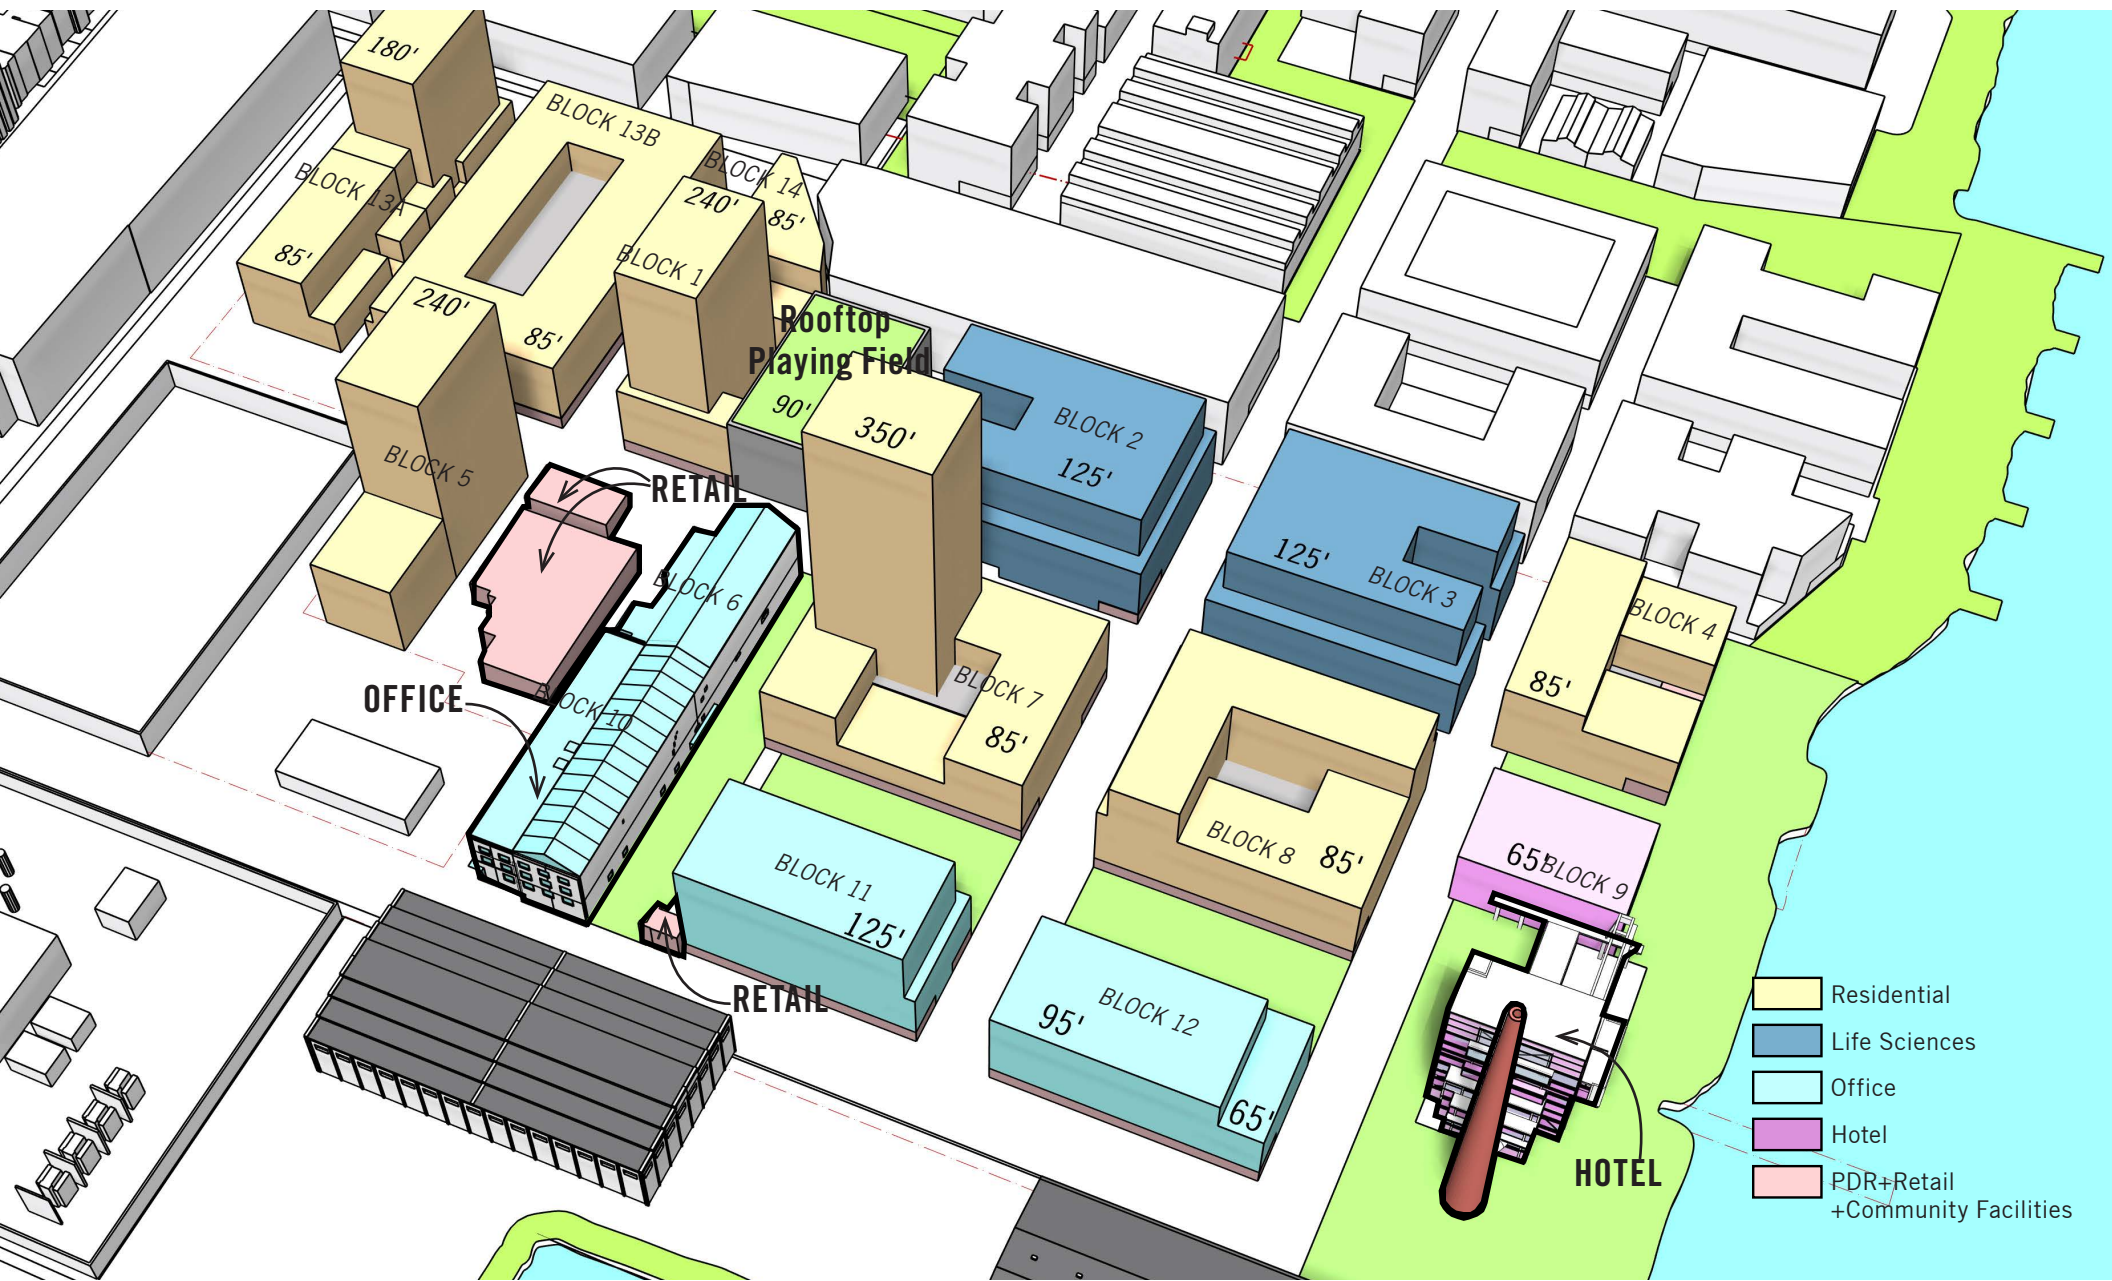 180'
BLOCK 13B
BLOCK 14
BLOCK 13A
240'
85'
85'
BLOCK 1
240'
Rooftop
Playing Field
85'
90'
350'
BLOCK 2
125'
BLOCK 5
RETAIL
125'
BLOCK 3
BLOCK 6
BLOCK 4
85'
OFFICE
BLOCK 10
BLOCK 7
85'
BLOCK 8
85'
65'
BLOCK 9
BLOCK 11
125'
RETAIL
95'
BLOCK 12
65'
HOTEL
Residential
Life Sciences
Office
Hotel
PDR+Retail
+Community Facilities